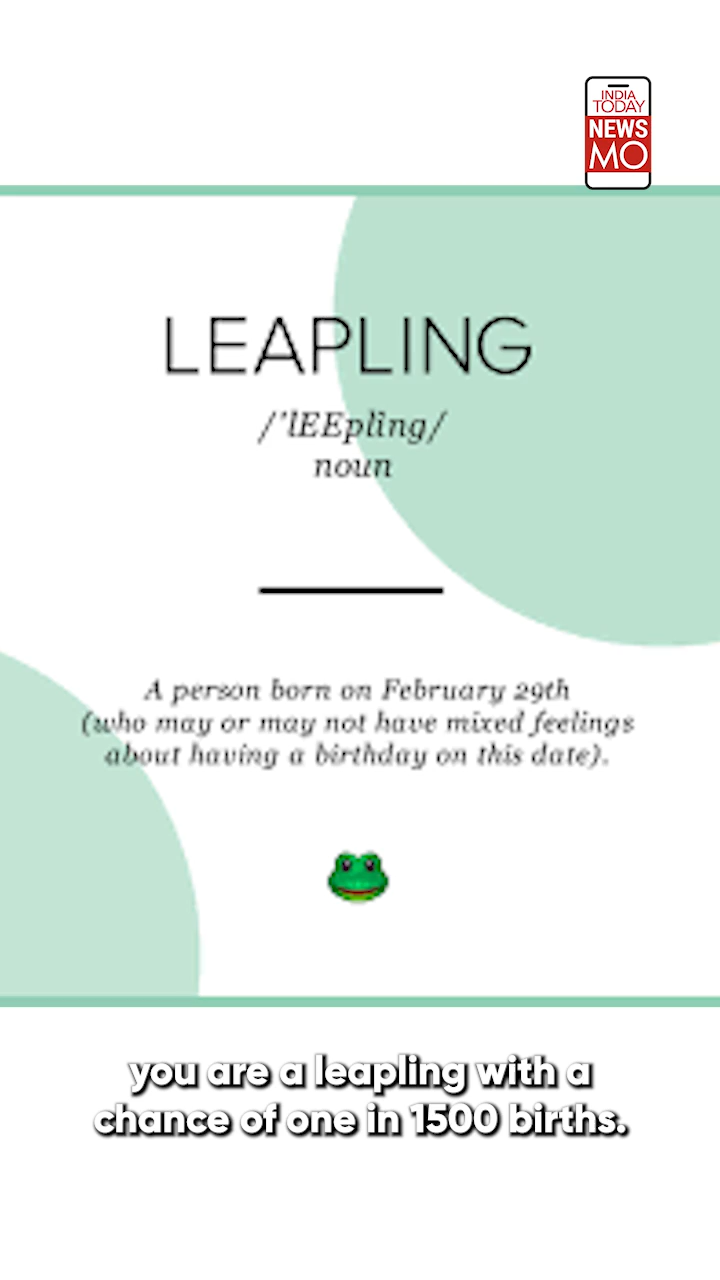 INDIA
TODAY
NEWS
MO
LEAPLING
/'lEEpling/
noun
A person born on February 29th
(who may or may not have mixed feelings
about having a birthday on this date).
you are a leapling with a
chance of one in 1500 births.